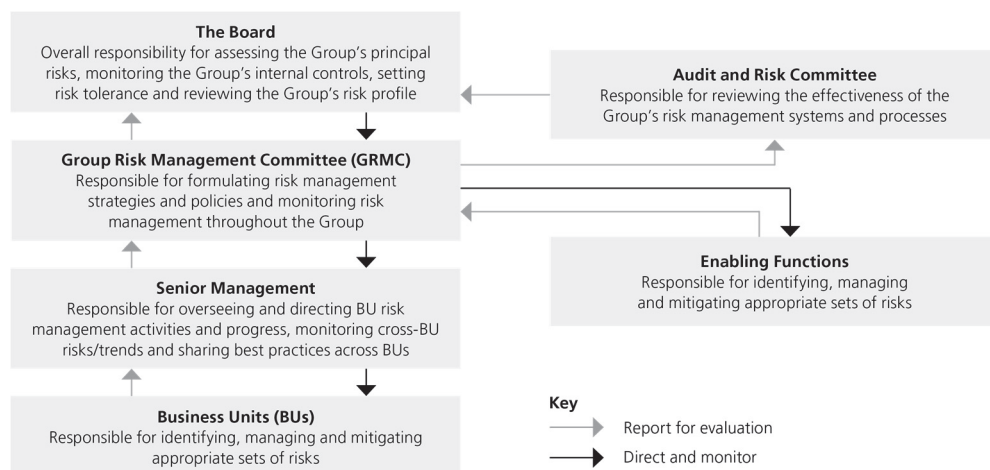 The Board
Overall responsibility for assessing the Group’s principal
risks, monitoring the Group’s internal controls, setting
risk tolerance and reviewing the Group’s risk profile
Audit and Risk Committee
Responsible for reviewing the effectiveness of the
Group’s risk management systems and processes
Group Risk Management Committee (GRMC)
Responsible for formulating risk management
strategies and policies and monitoring risk
management throughout the Group
Enabling Functions
Responsible for identifying, managing
and mitigating appropriate sets of risks
Senior Management
Responsible for overseeing and directing BU risk
management activities and progress, monitoring cross-BU
risks/trends and sharing best practices across BUs
Business Units (BUs)
Responsible for identifying, managing and mitigating
appropriate sets of risks
Key
Report for evaluation
Direct and monitor